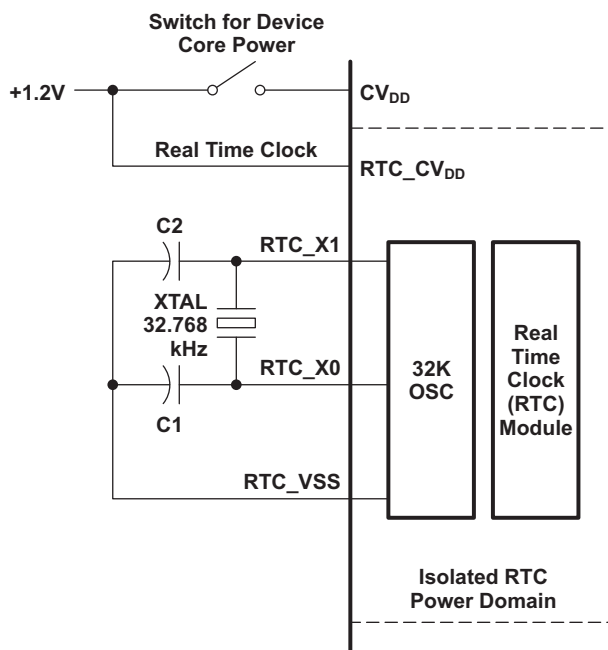 Switch for Device
Core Power
+1.2V
CVDD
Real Time Clock
RTC_CVDD
C2
RTC_X1
XTAL
32.768
kHz
RTC_X0
C1
RTC_VSS
32K
OSC
Real
Time
Clock
(RTC)
Module
Isolated RTC
Power Domain